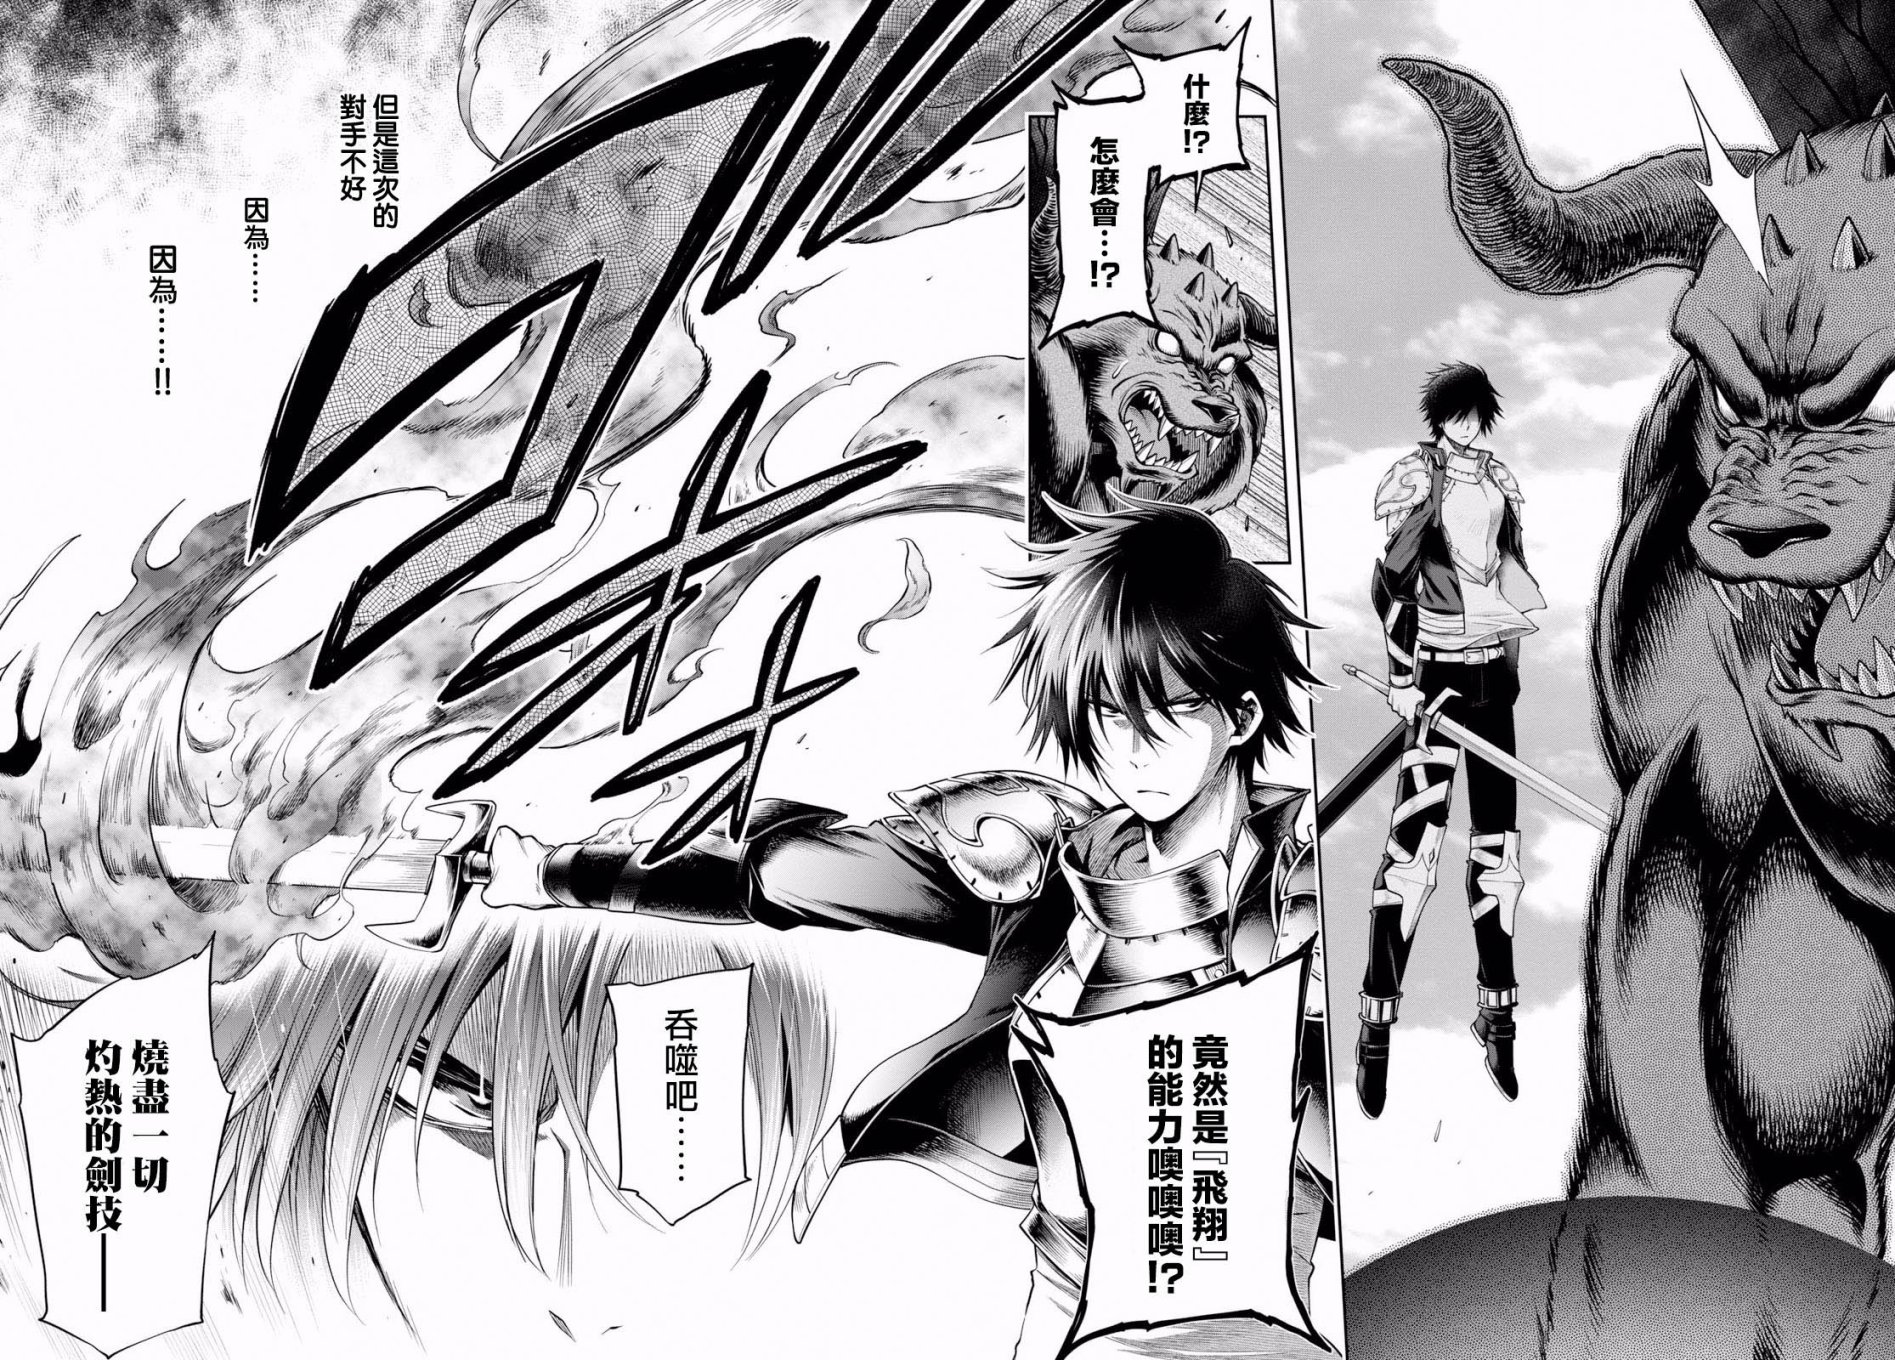 什麼!?
怎麼會…!?
竟然是『飛翔』
的能力噢噢噢!?
但是這次的
對手不好
因為……
因為……!!
吞噬吧……
燒盡一切
灼熱的劍技——